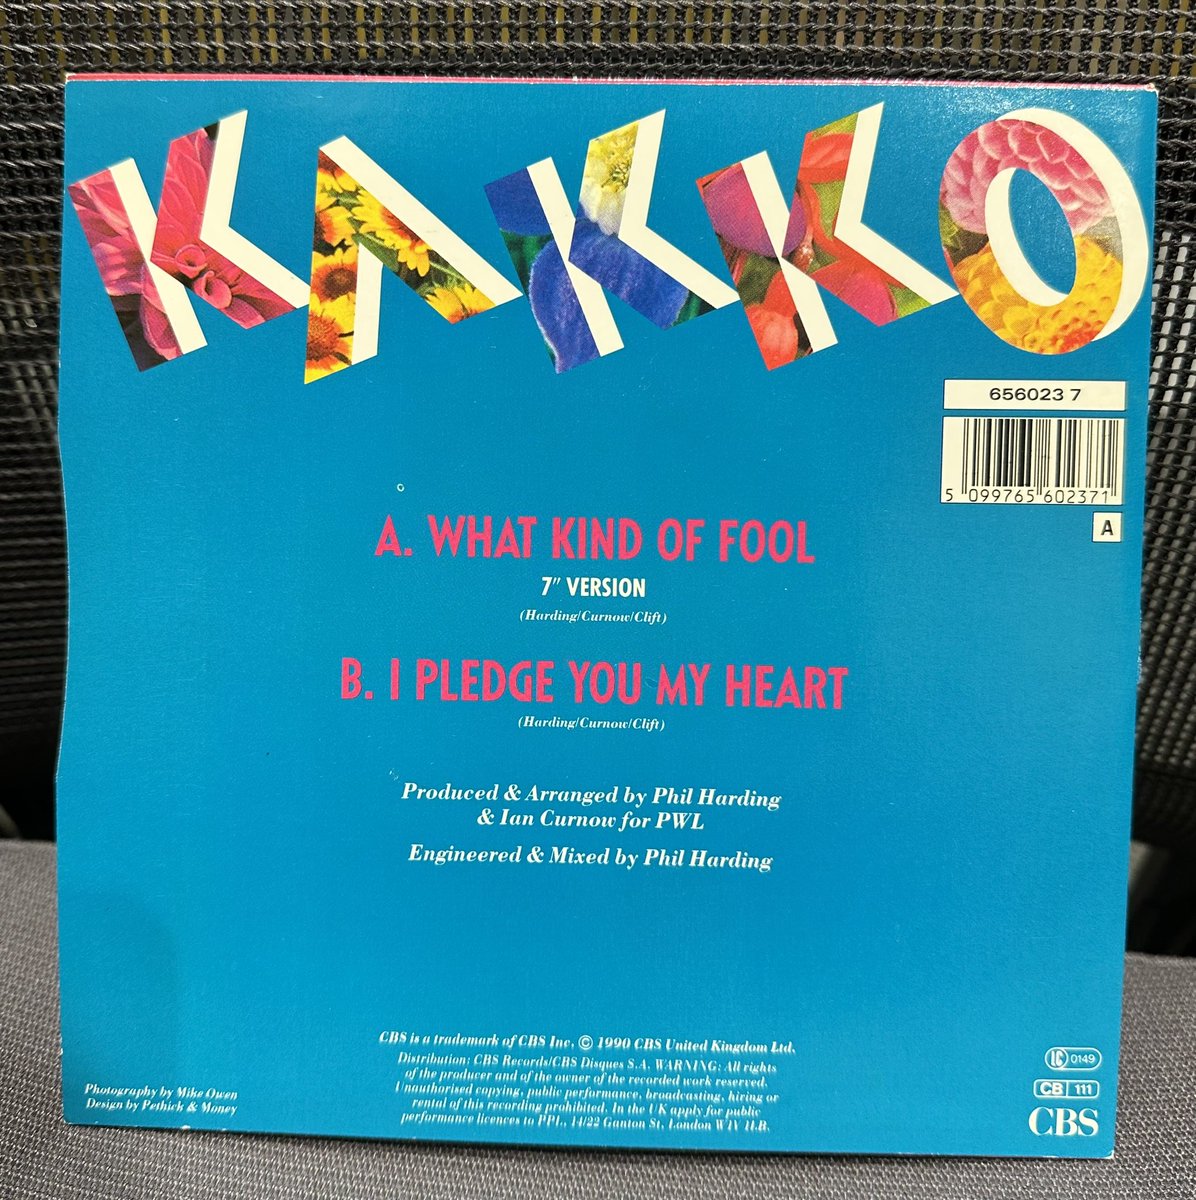 KAKKO
656023 7
5 099765 602371
A
A. WHAT KIND OF FOOL
7" VERSION
(Harding/Curnow/Clift)
B. I PLEDGE YOU MY HEART
(Harding/Curnow/Clift)
Produced & Arranged by Phil Harding
& Ian Curnow for PWL
Engineered & Mixed by Phil Harding
CBS is a trademark of CBS Inc. © 1990 CBS United Kingdom Ltd.
Distribution: CBS Records/CBS Disques S.A. WARNING: All rights
of the producer and of the owner of the recorded work reserved.
Unauthorised copying, public performance, broadcasting, hiring or
rental of this recording prohibited. In the UK apply for public
performance licences to PPL, 14/22 Ganton St, London W1V 1LB.
Photography by Mike Owen
Design by Pethick & Money
LC 0149
CB 111
CBS